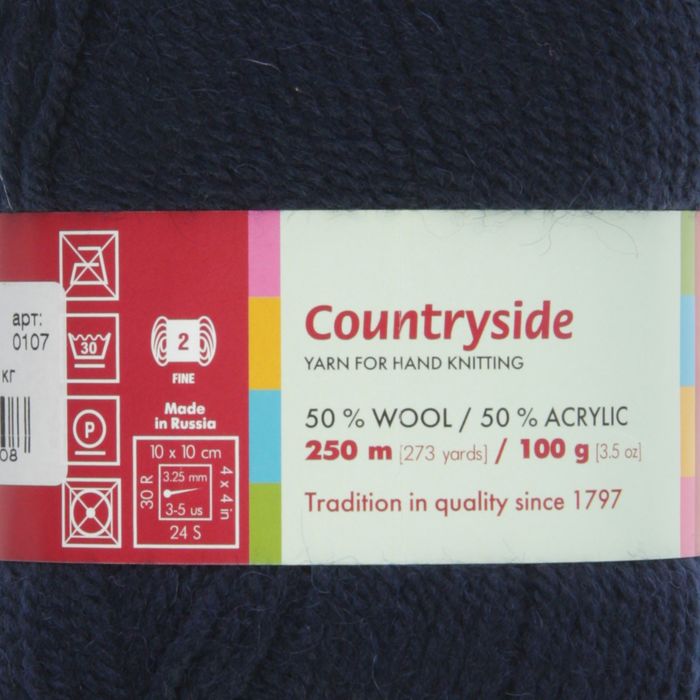 арт:
0107
кг
08
30
P
2
FINE
Made
in Russia
10 x 10 cm
30 R
3.25 mm
3-5 us
4 x 4 in
24 S
Countryside
YARN FOR HAND KNITTING
50 % WOOL / 50 % ACRYLIC
250 m [273 yards] / 100 g [3.5 oz]
Tradition in quality since 1797